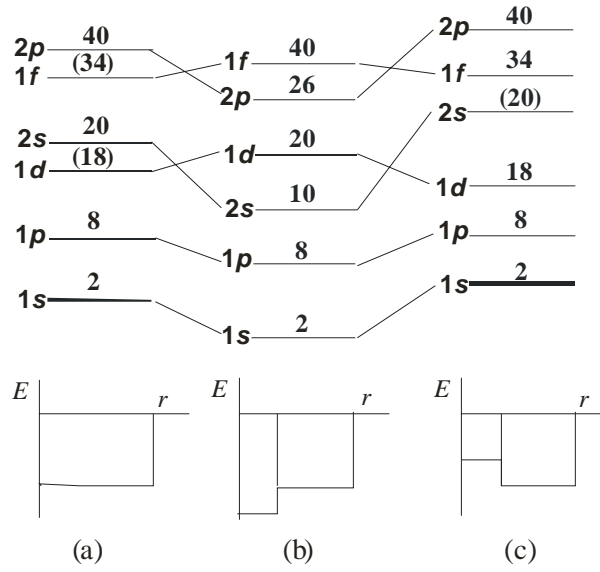 2p 40
1f (34)
2s 20
1d (18)
1p 8
1s 2
1f 40
2p 26
1d 20
2s 10
1p 8
1s 2
2p 40
1f 34
2s (20)
1d 18
1p 8
1s 2
E r
E r
E r
(a) (b) (c)